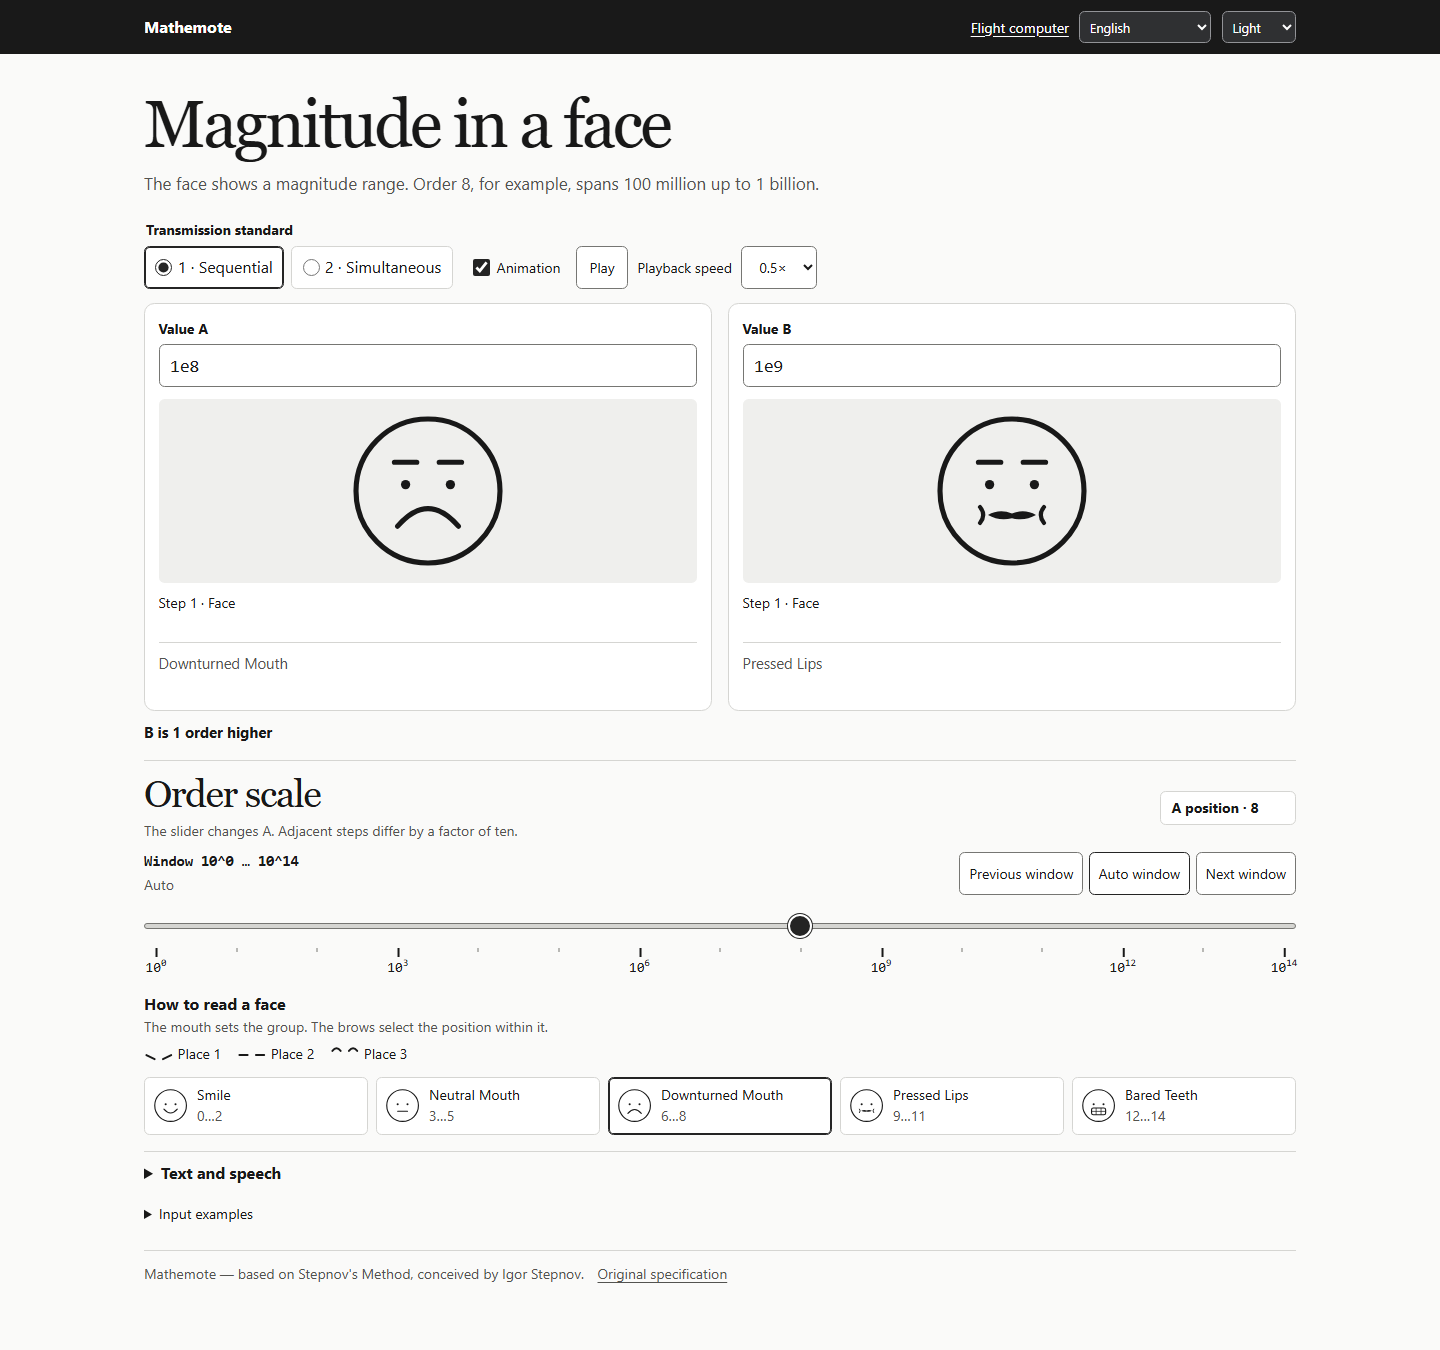 Mathemote
Flight computer English Light
Magnitude in a face
The face shows a magnitude range. Order 8, for example, spans 100 million up to 1 billion.
Transmission standard
1 · Sequential 2 · Simultaneous Animation Play Playback speed 0.5×
Value A
1e8
Step 1 · Face
Downturned Mouth
Value B
1e9
Step 1 · Face
Pressed Lips
B is 1 order higher
Order scale
A position · 8
The slider changes A. Adjacent steps differ by a factor of ten.
Window 10^0 … 10^14
Auto
Previous window Auto window Next window
10⁰ 10³ 10⁶ 10⁹ 10¹² 10¹⁴
How to read a face
The mouth sets the group. The brows select the position within it.
Place 1 Place 2 Place 3
Smile
0…2
Neutral Mouth
3…5
Downturned Mouth
6…8
Pressed Lips
9…11
Bared Teeth
12…14
Text and speech
Input examples
Mathemote — based on Stepnov's Method, conceived by Igor Stepnov. Original specification